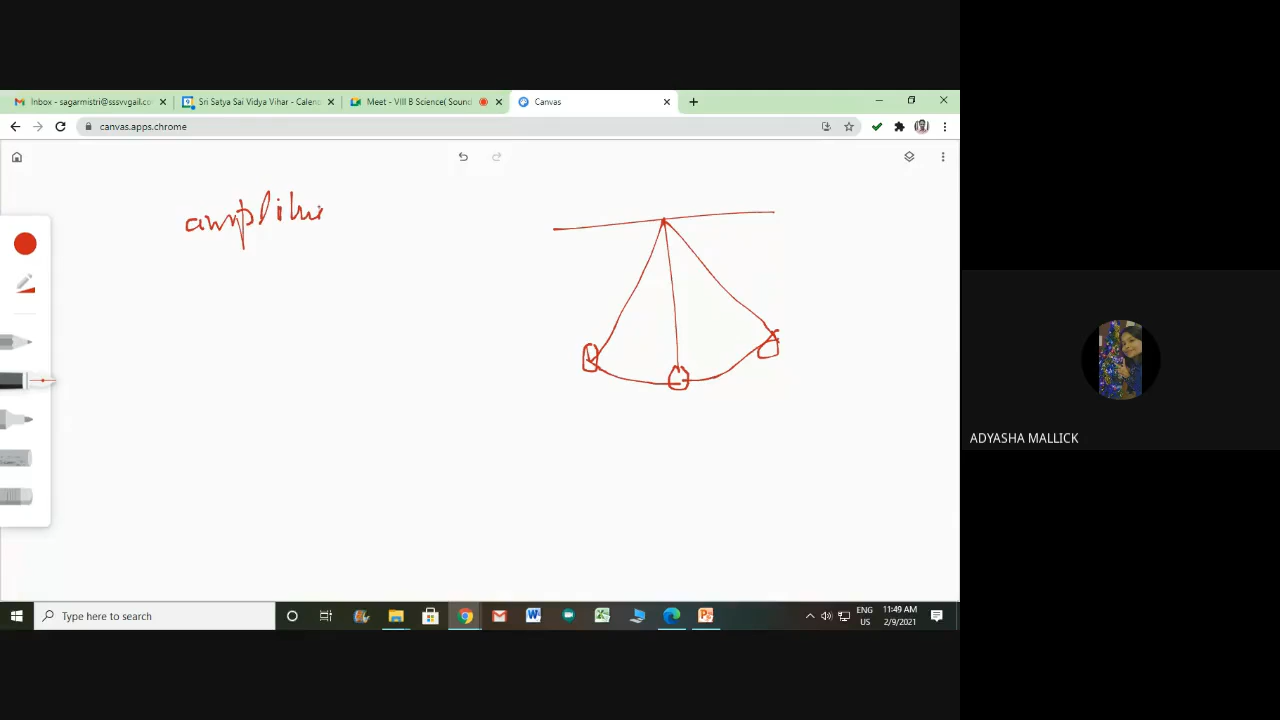 Inbox - sagarmistri@sssvvgail.co
Sri Satya Sai Vidya Vihar - Calen
Meet - VIII B Science( Sound
Canvas
canvas.apps.chrome
ADYASHA MALLICK
Type here to search
ENG
US
11:49 AM
2/9/2021